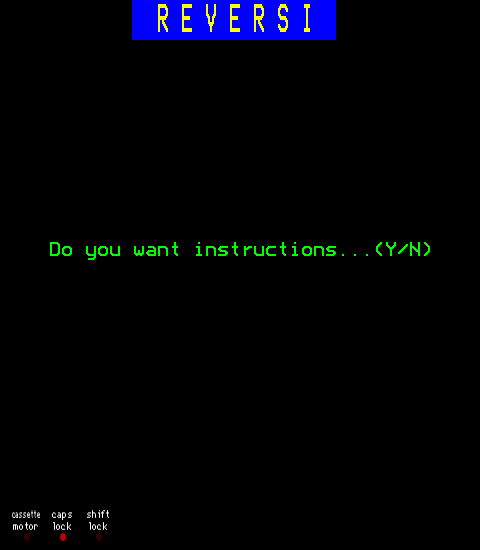 R E V E R S I
Do you want instructions...(Y/N)
cassette caps shift
motor lock lock